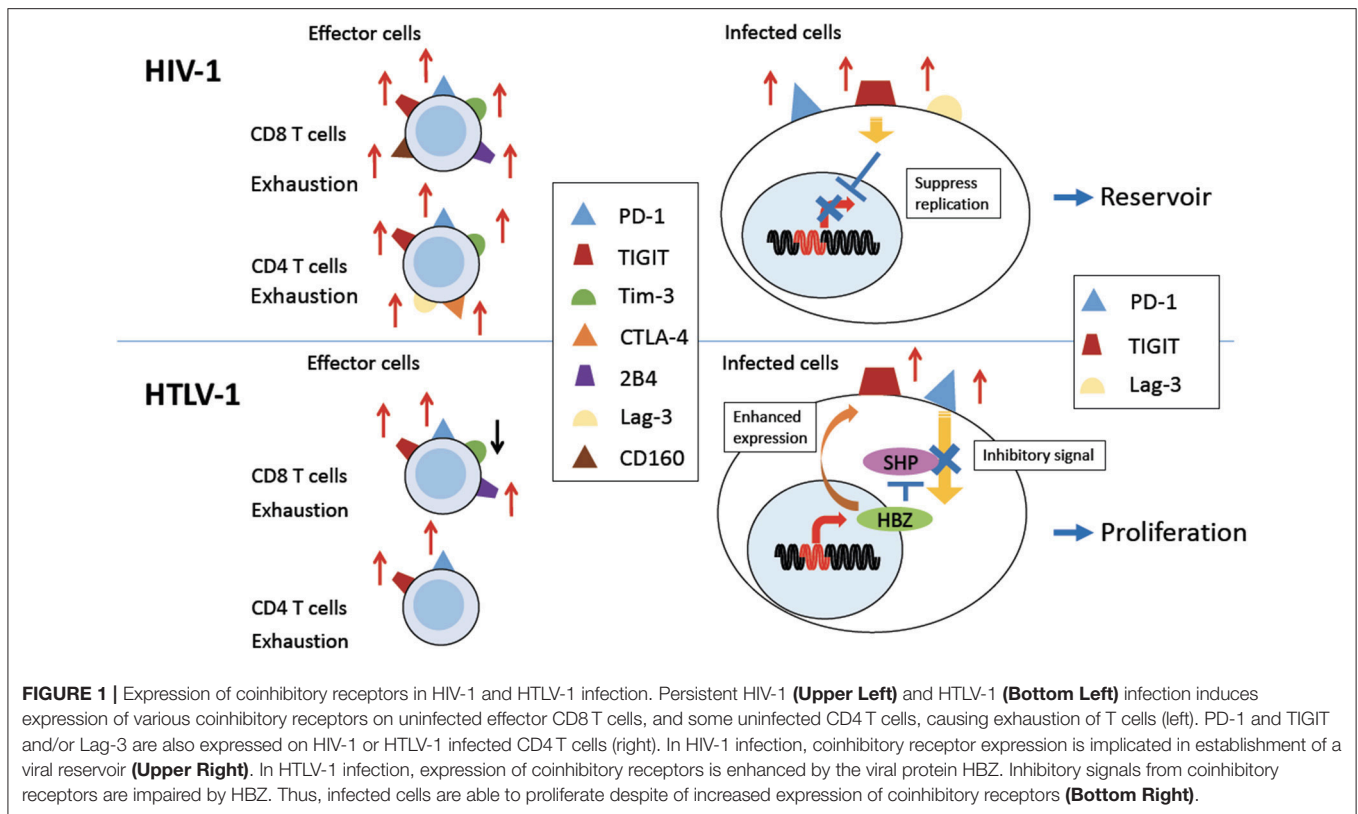 HIV-1
Effector cells
CD8 T cells
Exhaustion
CD4 T cells
Exhaustion
Infected cells
Suppress
replication
Reservoir
PD-1
TIGIT
Tim-3
CTLA-4
2B4
Lag-3
CD160
PD-1
TIGIT
Lag-3
HTLV-1
Effector cells
CD8 T cells
Exhaustion
CD4 T cells
Exhaustion
Infected cells
Enhanced
expression
SHP
Inhibitory signal
HBZ
Proliferation
FIGURE 1 | Expression of coinhibitory receptors in HIV-1 and HTLV-1 infection. Persistent HIV-1 (Upper Left) and HTLV-1 (Bottom Left) infection induces
expression of various coinhibitory receptors on uninfected effector CD8 T cells, and some uninfected CD4 T cells, causing exhaustion of T cells (left). PD-1 and TIGIT
and/or Lag-3 are also expressed on HIV-1 or HTLV-1 infected CD4 T cells (right). In HIV-1 infection, coinhibitory receptor expression is implicated in establishment of a
viral reservoir (Upper Right). In HTLV-1 infection, expression of coinhibitory receptors is enhanced by the viral protein HBZ. Inhibitory signals from coinhibitory
receptors are impaired by HBZ. Thus, infected cells are able to proliferate despite of increased expression of coinhibitory receptors (Bottom Right).